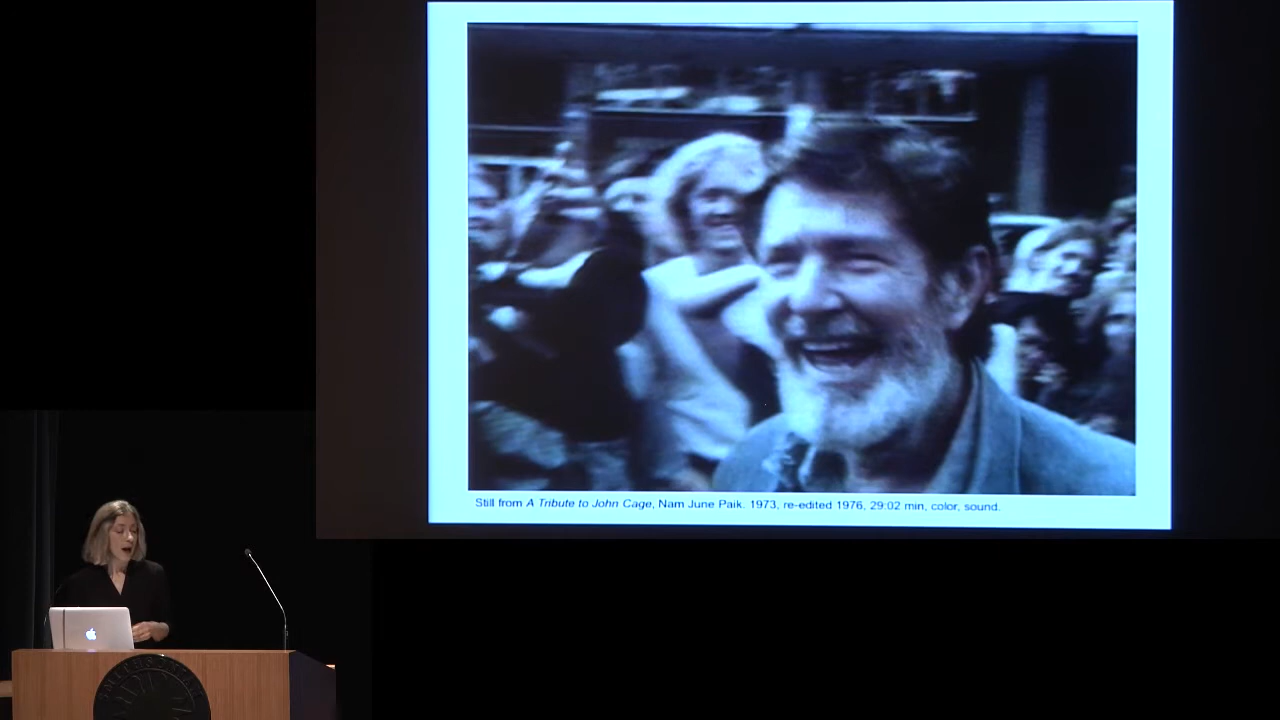 Still from A Tribute to John Cage, Nam June Paik. 1973, re-edited 1976, 29:02 min, color, sound.